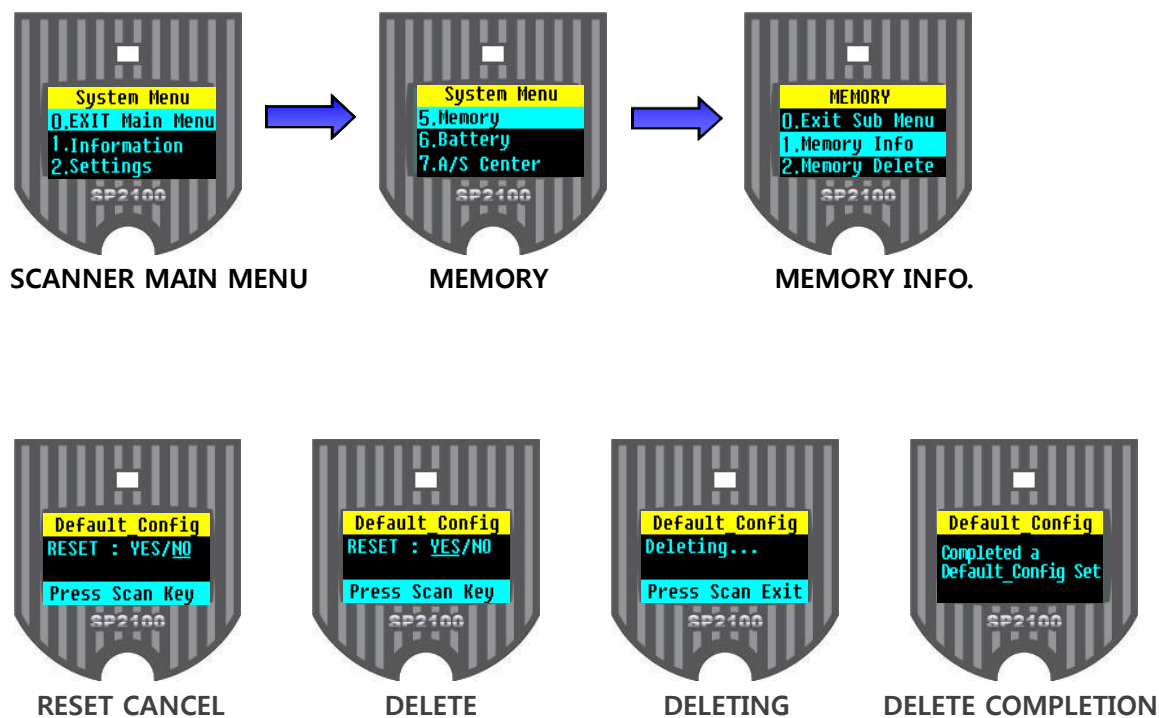 System Menu
0.EXIT Main Menu
1.Information
2.Settings
SP2100
SCANNER MAIN MENU
System Menu
5.Memory
6.Battery
7.A/S Center
SP2100
MEMORY
MEMORY
0.Exit Sub Menu
1.Memory Info
2.Memory Delete
SP2100
MEMORY INFO.
Default_Config
RESET : YES/NO
Press Scan Key
SP2100
RESET CANCEL
Default_Config
RESET : YES/NO
Press Scan Key
SP2100
DELETE
Default_Config
Deleting...
Press Scan Exit
SP2100
DELETING
Default_Config
Completed a
Default_Config Set
SP2100
DELETE COMPLETION